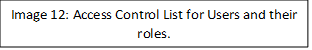 Image 12: Access Control List for Users and their
roles.